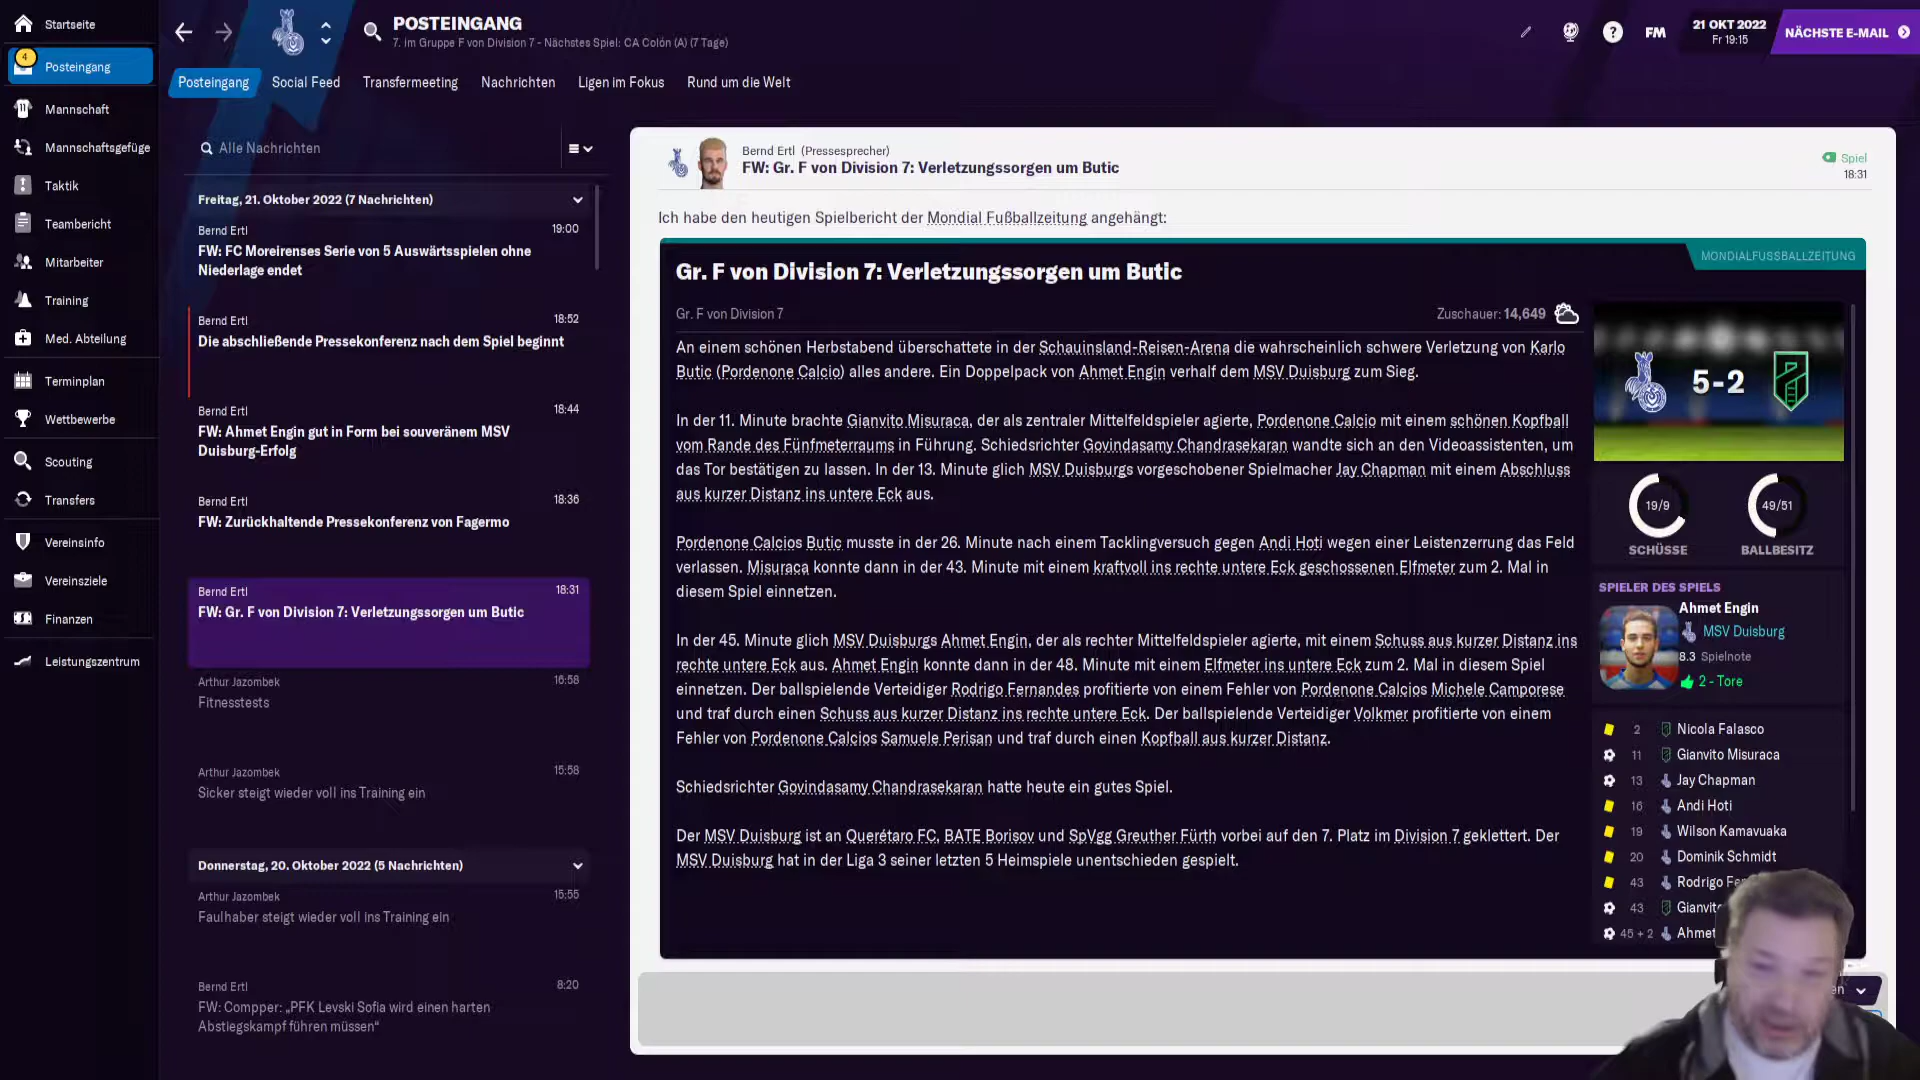 Startseite
4
Posteingang
Mannschaft
Mannschaftsgefüge
Taktik
Teambericht
Mitarbeiter
Training
Med. Abteilung
Terminplan
Wettbewerbe
Scouting
Transfers
Vereinsinfo
Vereinsziele
Finanzen
Leistungszentrum
POSTEINGANG
7. im Gruppe F von Division 7 - Nächstes Spiel: CA Colón (A) (7 Tage)
FM
21 OKT 2022
Fr 19:15
NÄCHSTE E-MAIL
Posteingang Social Feed Transfermeeting Nachrichten Ligen im Fokus Rund um die Welt
Alle Nachrichten
Freitag, 21. Oktober 2022 (7 Nachrichten)
Bernd Ertl 19:00
FW: FC Moreirenses Serie von 5 Auswärtsspielen ohne
Niederlage endet
Bernd Ertl 18:52
Die abschließende Pressekonferenz nach dem Spiel beginnt
Bernd Ertl 18:44
FW: Ahmet Engin gut in Form bei souveränem MSV
Duisburg-Erfolg
Bernd Ertl 18:36
FW: Zurückhaltende Pressekonferenz von Fagermo
Bernd Ertl 18:31
FW: Gr. F von Division 7: Verletzungssorgen um Butic
Arthur Jazombek 16:58
Fitnesstests
Arthur Jazombek 15:58
Sicker steigt wieder voll ins Training ein
Donnerstag, 20. Oktober 2022 (5 Nachrichten)
Arthur Jazombek 15:55
Faulhaber steigt wieder voll ins Training ein
Bernd Ertl 8:20
FW: Compper: „PFK Levski Sofia wird einen harten
Abstiegskampf führen müssen“
Bernd Ertl (Pressesprecher)
FW: Gr. F von Division 7: Verletzungssorgen um Butic
Spiel
18:31
Ich habe den heutigen Spielbericht der Mondial Fußballzeitung angehängt:
MONDIALFUSSBALLZEITUNG
Gr. F von Division 7: Verletzungssorgen um Butic
Gr. F von Division 7 Zuschauer: 14,649
An einem schönen Herbstabend überschattete in der Schauinsland-Reisen-Arena die wahrscheinlich schwere Verletzung von Karlo
Butic (Pordenone Calcio) alles andere. Ein Doppelpack von Ahmet Engin verhalf dem MSV Duisburg zum Sieg.
In der 11. Minute brachte Gianvito Misuraca, der als zentraler Mittelfeldspieler agierte, Pordenone Calcio mit einem schönen Kopfball
vom Rande des Fünfmeterraums in Führung. Schiedsrichter Govindasamy Chandrasekaran wandte sich an den Videoassistenten, um
das Tor bestätigen zu lassen. In der 13. Minute glich MSV Duisburgs vorgeschobener Spielmacher Jay Chapman mit einem Abschluss
aus kurzer Distanz ins untere Eck aus.
Pordenone Calcios Butic musste in der 26. Minute nach einem Tacklingversuch gegen Andi Hoti wegen einer Leistenzerrung das Feld
verlassen. Misuraca konnte dann in der 43. Minute mit einem kraftvoll ins rechte untere Eck geschossenen Elfmeter zum 2. Mal in
diesem Spiel einnetzen.
In der 45. Minute glich MSV Duisburgs Ahmet Engin, der als rechter Mittelfeldspieler agierte, mit einem Schuss aus kurzer Distanz ins
rechte untere Eck aus. Ahmet Engin konnte dann in der 48. Minute mit einem Elfmeter ins untere Eck zum 2. Mal in diesem Spiel
einnetzen. Der ballspielende Verteidiger Rodrigo Fernandes profitierte von einem Fehler von Pordenone Calcios Michele Camporese
und traf durch einen Schuss aus kurzer Distanz ins rechte untere Eck. Der ballspielende Verteidiger Volkmer profitierte von einem
Fehler von Pordenone Calcios Samuele Perisan und traf durch einen Kopfball aus kurzer Distanz.
Schiedsrichter Govindasamy Chandrasekaran hatte heute ein gutes Spiel.
Der MSV Duisburg ist an Querétaro FC, BATE Borisov und SpVgg Greuther Fürth vorbei auf den 7. Platz im Division 7 geklettert. Der
MSV Duisburg hat in der Liga 3 seiner letzten 5 Heimspiele unentschieden gespielt.
5-2
19/9 49/51
SCHÜSSE BALLBESITZ
SPIELER DES SPIELS
Ahmet Engin
MSV Duisburg
8.3 Spielnote
2 - Tore
2 Nicola Falasco
11 Gianvito Misuraca
13 Jay Chapman
16 Andi Hoti
19 Wilson Kamavuaka
20 Dominik Schmidt
43 Rodrigo
43 Gianvito
45 + 2 Ahmet